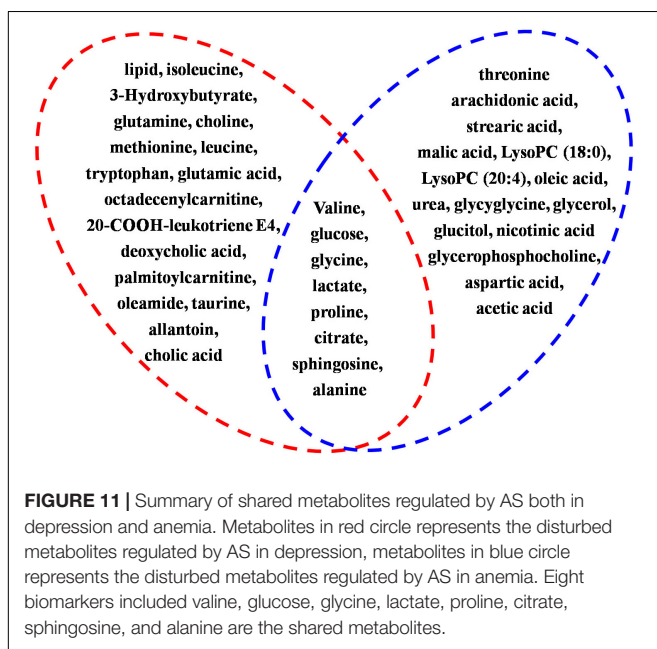 lipid, isoleucine,
3-Hydroxybutyrate,
glutamine, choline,
methionine, leucine,
tryptophan, glutamic acid,
octadecenylcarnitine,
20-COOH-leukotriene E4,
deoxycholic acid,
palmitoylcarnitine,
oleamide, taurine,
allantoin,
cholic acid
Valine,
glucose,
glycine,
lactate,
proline,
citrate,
sphingosine,
alanine
threonine
arachidonic acid,
strearic acid,
malic acid, LysoPC (18:0),
LysoPC (20:4), oleic acid,
urea, glycyglycine, glycerol,
glucitol, nicotinic acid
glycerophosphocholine,
aspartic acid,
acetic acid
FIGURE 11 | Summary of shared metabolites regulated by AS both in
depression and anemia. Metabolites in red circle represents the disturbed
metabolites regulated by AS in depression, metabolites in blue circle
represents the disturbed metabolites regulated by AS in anemia. Eight
biomarkers included valine, glucose, glycine, lactate, proline, citrate,
sphingosine, and alanine are the shared metabolites.